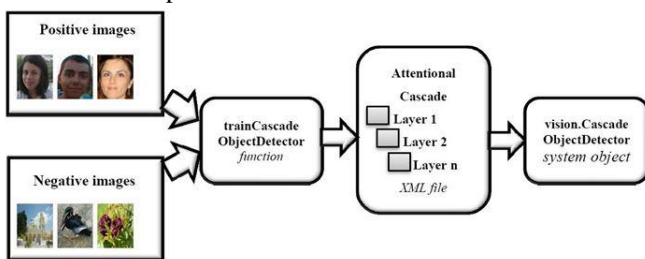 Positive images
Negative images
trainCascade
ObjectDetector
function
Attentional
Cascade
Layer 1
Layer 2
Layer n
XML file
vision.Cascade
ObjectDetector
system object